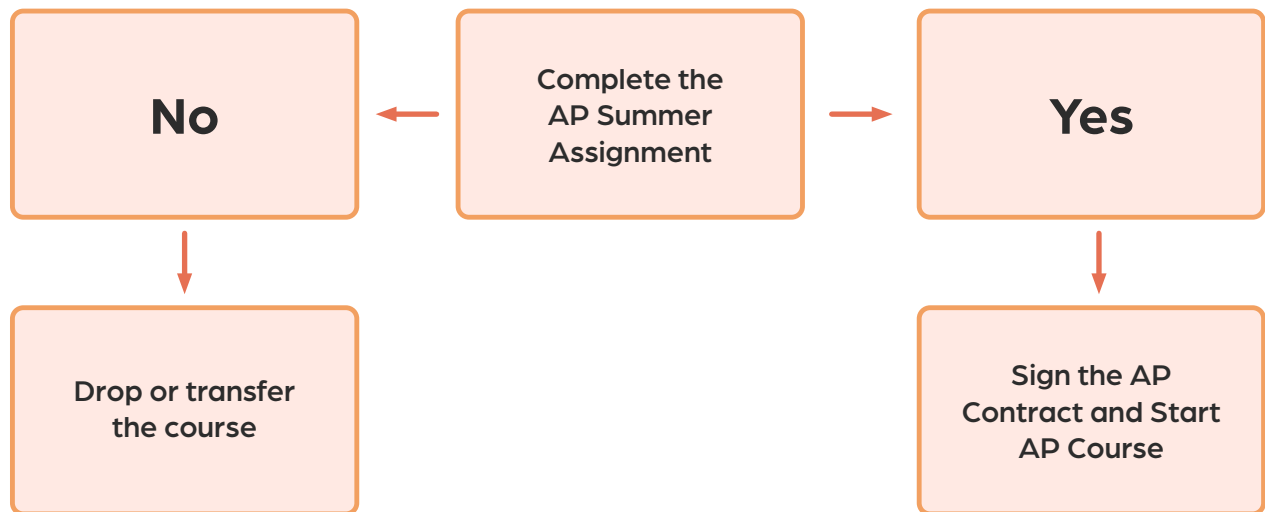 No
Complete the
AP Summer
Assignment
Yes
Drop or transfer
the course
Sign the AP
Contract and Start
AP Course